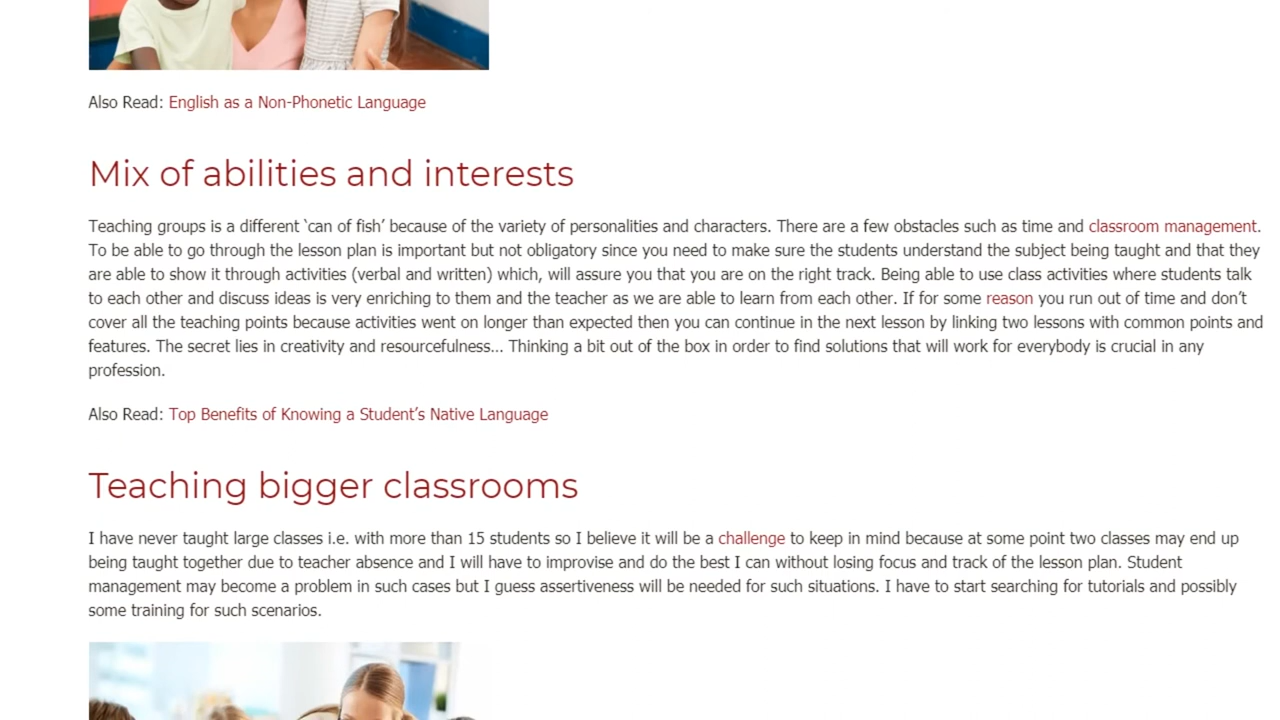 Also Read: English as a Non-Phonetic Language
Mix of abilities and interests
Teaching groups is a different ‘can of fish’ because of the variety of personalities and characters. There are a few obstacles such as time and classroom management.
To be able to go through the lesson plan is important but not obligatory since you need to make sure the students understand the subject being taught and that they
are able to show it through activities (verbal and written) which, will assure you that you are on the right track. Being able to use class activities where students talk
to each other and discuss ideas is very enriching to them and the teacher as we are able to learn from each other. If for some reason you run out of time and don’t
cover all the teaching points because activities went on longer than expected then you can continue in the next lesson by linking two lessons with common points and
features. The secret lies in creativity and resourcefulness… Thinking a bit out of the box in order to find solutions that will work for everybody is crucial in any
profession.
Also Read: Top Benefits of Knowing a Student’s Native Language
Teaching bigger classrooms
I have never taught large classes i.e. with more than 15 students so I believe it will be a challenge to keep in mind because at some point two classes may end up
being taught together due to teacher absence and I will have to improvise and do the best I can without losing focus and track of the lesson plan. Student
management may become a problem in such cases but I guess assertiveness will be needed for such situations. I have to start searching for tutorials and possibly
some training for such scenarios.